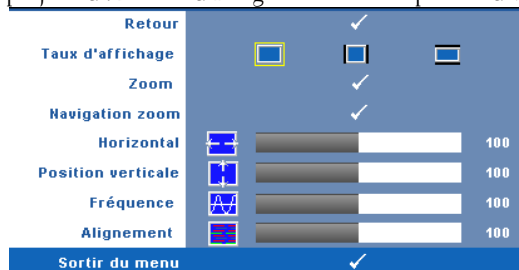 Retour
Taux d'affichage
Zoom
Navigation zoom
Horizontal 100
Position verticale 100
Fréquence 100
Alignement 100
Sortir du menu